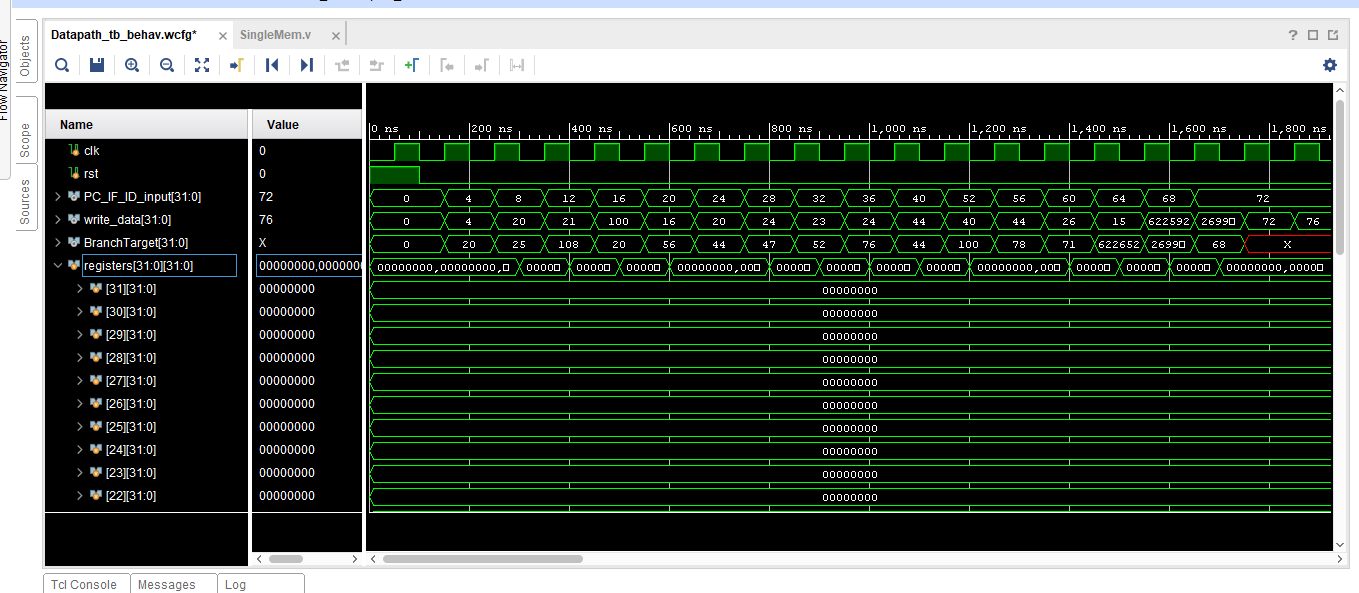 Flow Navigator
Objects
Scope
Sources
Datapath_tb_behav.wcfg* × SingleMem.v ×
?
Name Value
0 ns 200 ns 400 ns 600 ns 800 ns 1,000 ns 1,200 ns 1,400 ns 1,600 ns 1,800 ns
clk 0
rst 0
PC_IF_ID_input[31:0] 72 0 4 8 12 16 20 24 28 32 36 40 52 56 60 64 68 72
write_data[31:0] 76 0 4 20 21 100 16 20 24 23 24 44 40 44 26 15 622592 2699□ 72 76
BranchTarget[31:0] X 0 20 25 108 20 56 44 47 52 76 44 100 78 71 622652 2699□ 68 X
registers[31:0][31:0] 00000000,0000000 00000000,00000000,□ 0000□ 0000□ 0000□ 00000000,00□ 0000□ 0000□ 0000□ 0000□ 00000000,00□ 0000□ 0000□ 0000□ 00000000,0000□
[31][31:0] 00000000 00000000
[30][31:0] 00000000 00000000
[29][31:0] 00000000 00000000
[28][31:0] 00000000 00000000
[27][31:0] 00000000 00000000
[26][31:0] 00000000 00000000
[25][31:0] 00000000 00000000
[24][31:0] 00000000 00000000
[23][31:0] 00000000 00000000
[22][31:0] 00000000 00000000
Tcl Console Messages Log